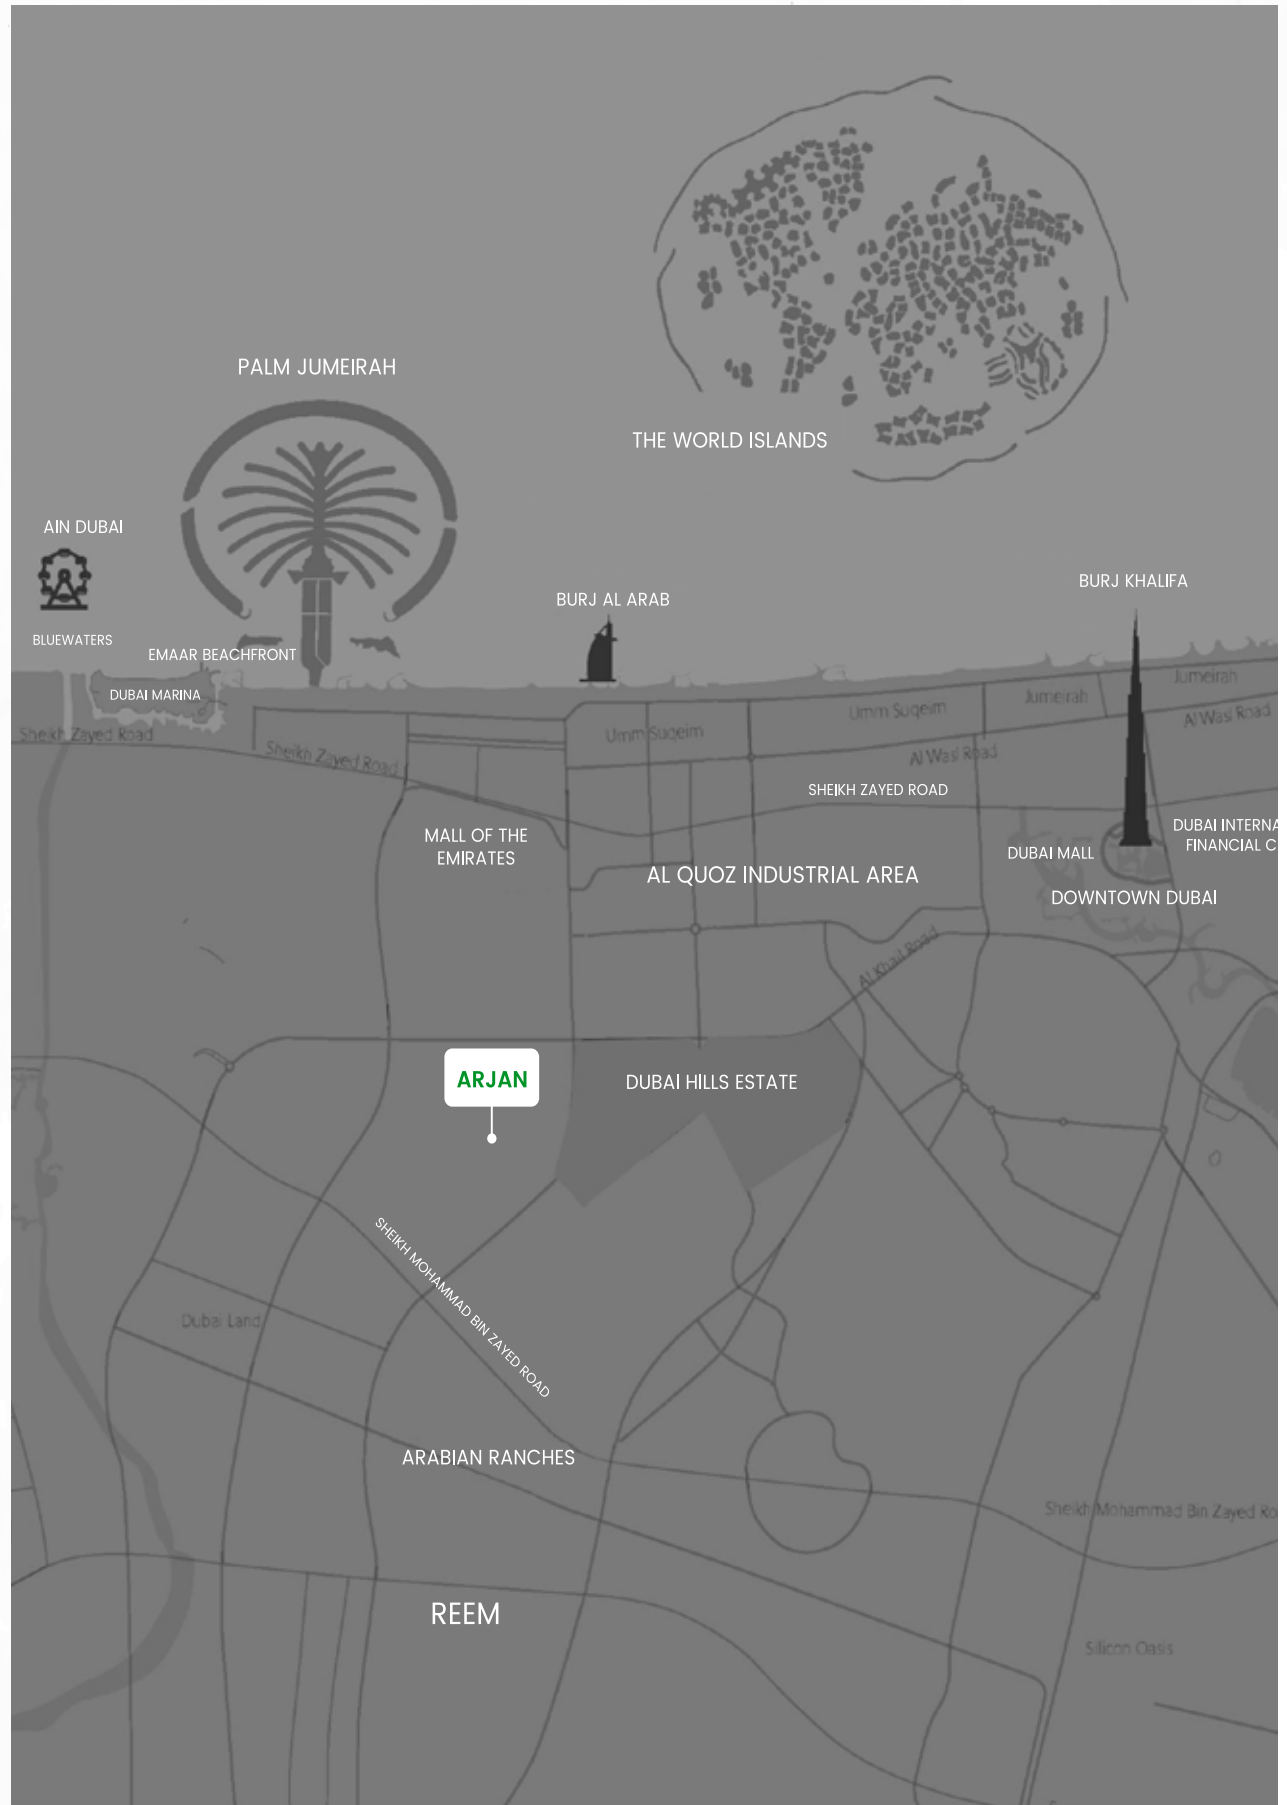 PALM JUMEIRAH
THE WORLD ISLANDS
AIN DUBAI
BURJ KHALIFA
BURJ AL ARAB
BLUEWATERS
EMAAR BEACHFRONT
DUBAI MARINA
Jumeirah
Jumeirah
Umm Suqeim
Al Wasl Road
Umm Suqeim
Sheikh Zayed Road
Sheikh Zayed Road
Al Wasl Road
SHEIKH ZAYED ROAD
DUBAI INTERNA
FINANCIAL C
MALL OF THE
EMIRATES
DUBAI MALL
AL QUOZ INDUSTRIAL AREA
DOWNTOWN DUBAI
Al Khail Road
ARJAN
DUBAI HILLS ESTATE
SHEIKH MOHAMMAD BIN ZAYED ROAD
Dubai Land
ARABIAN RANCHES
Sheikh Mohammad Bin Zayed Ro
REEM
Silicon Oasis